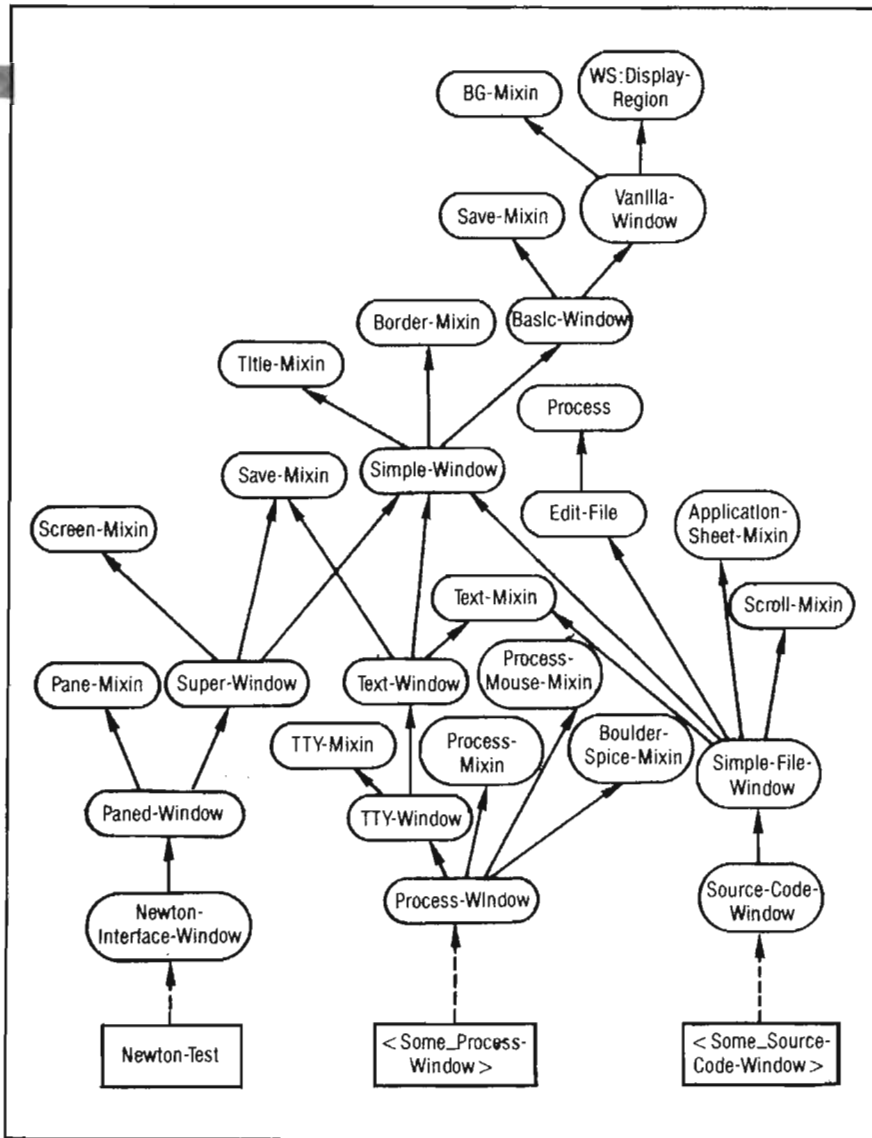 WS:Display-
Region
BG-Mixin
Vanilla-
Window
Save-Mixin
Border-Mixin
Basic-Window
Title-Mixin
Process
Save-Mixin
Simple-Window
Screen-Mixin
Edit-File
Application-
Sheet-Mixin
Text-Mixin
Scroll-Mixin
Pane-Mixin
Super-Window
Text-Window
Process-
Mouse-Mixin
TTY-Mixin
Process-
Mixin
Boulder-
Spice-Mixin
Simple-File-
Window
Paned-Window
TTY-Window
Newton-
Interface-Window
Process-Window
Source-Code-
Window
Newton-Test
< Some_Process-
Window >
< Some_Source-
Code-Window >